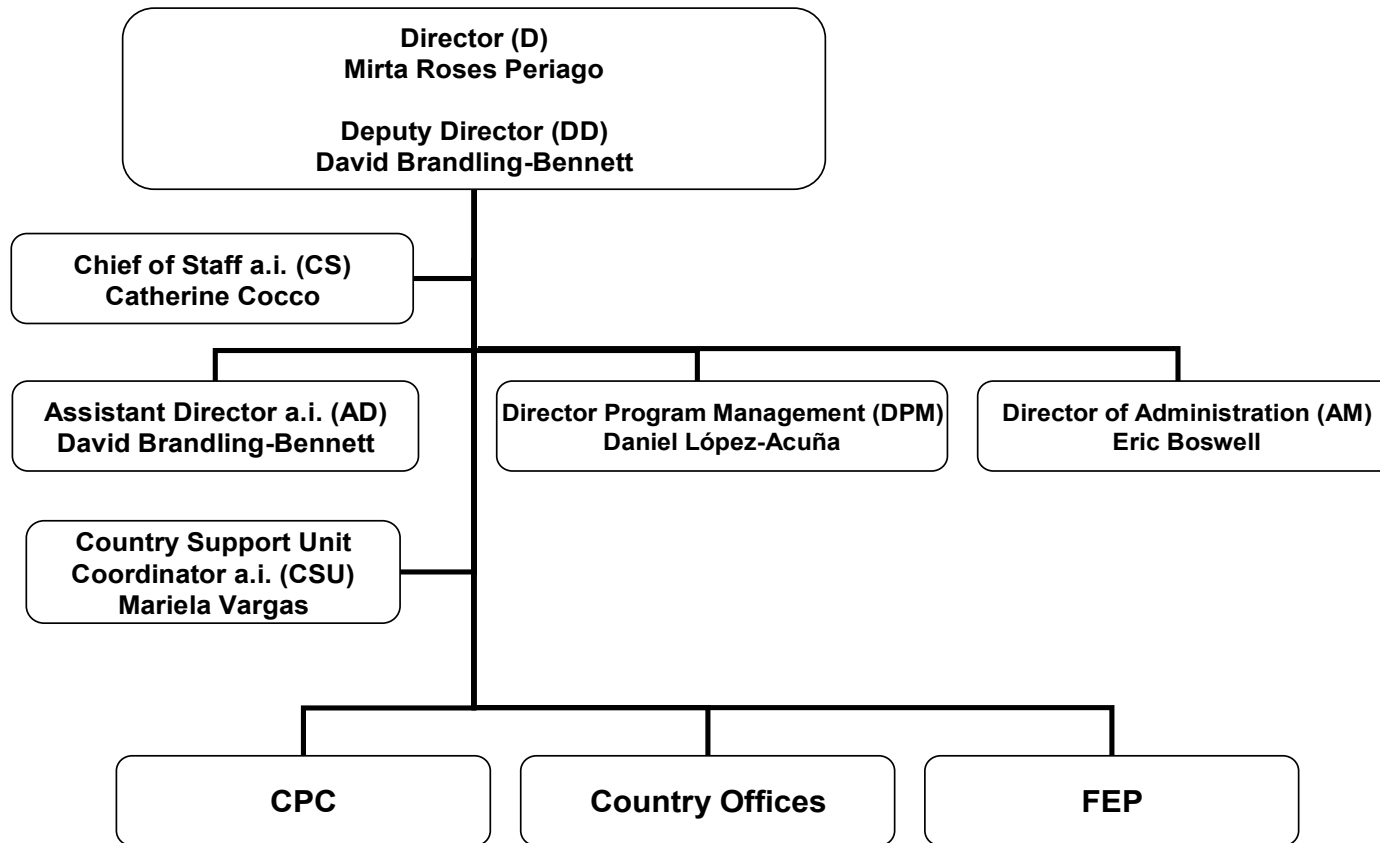 Director (D)
Mirta Roses Periago
Deputy Director (DD)
David Brandling-Bennett
Chief of Staff a.i. (CS)
Catherine Cocco
Assistant Director a.i. (AD)
David Brandling-Bennett
Director Program Management (DPM)
Daniel López-Acuña
Director of Administration (AM)
Eric Boswell
Country Support Unit
Coordinator a.i. (CSU)
Mariela Vargas
CPC
Country Offices
FEP